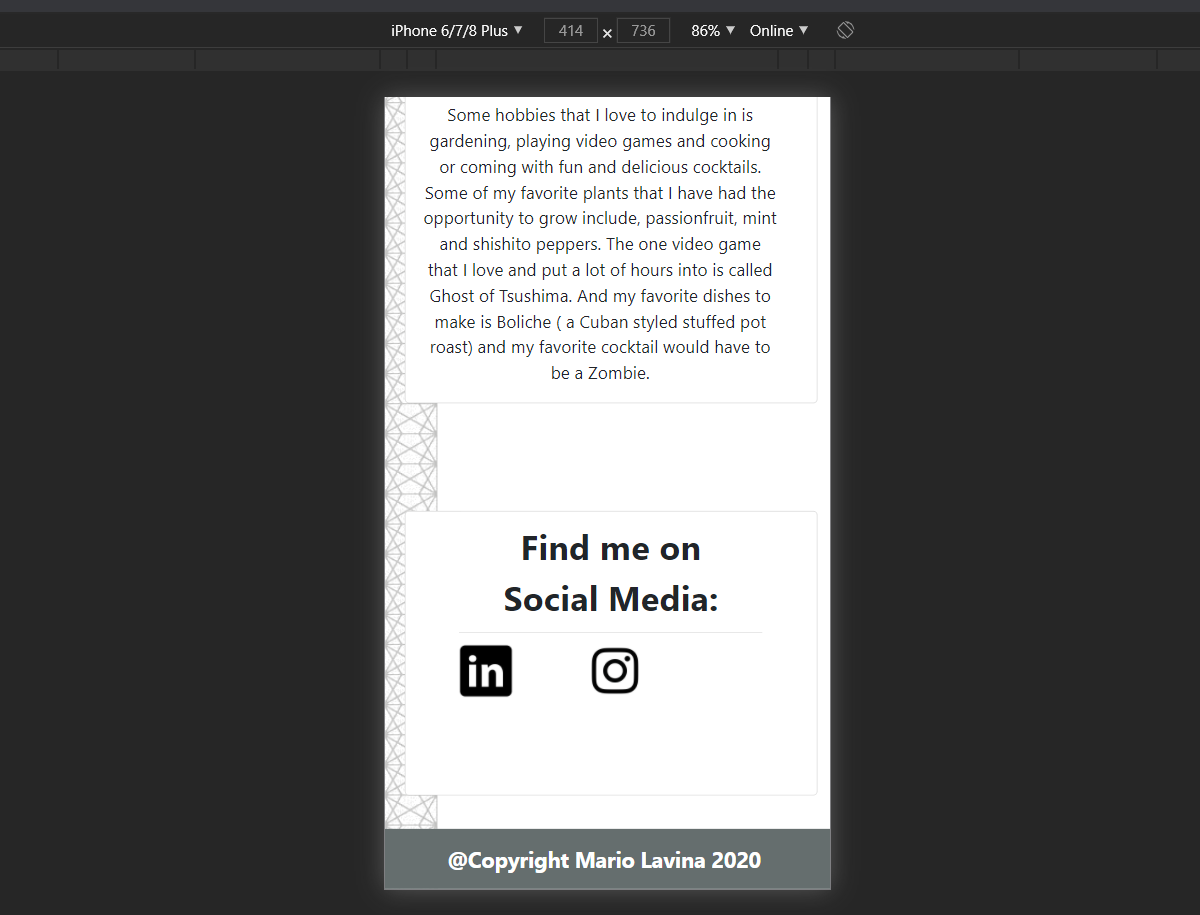 iPhone 6/7/8 Plus ▼ 414 × 736 86% ▼ Online ▼
Some hobbies that I love to indulge in is
gardening, playing video games and cooking
or coming with fun and delicious cocktails.
Some of my favorite plants that I have had the
opportunity to grow include, passionfruit, mint
and shishito peppers. The one video game
that I love and put a lot of hours into is called
Ghost of Tsushima. And my favorite dishes to
make is Boliche ( a Cuban styled stuffed pot
roast) and my favorite cocktail would have to
be a Zombie.
Find me on
Social Media:
in
@Copyright Mario Lavina 2020